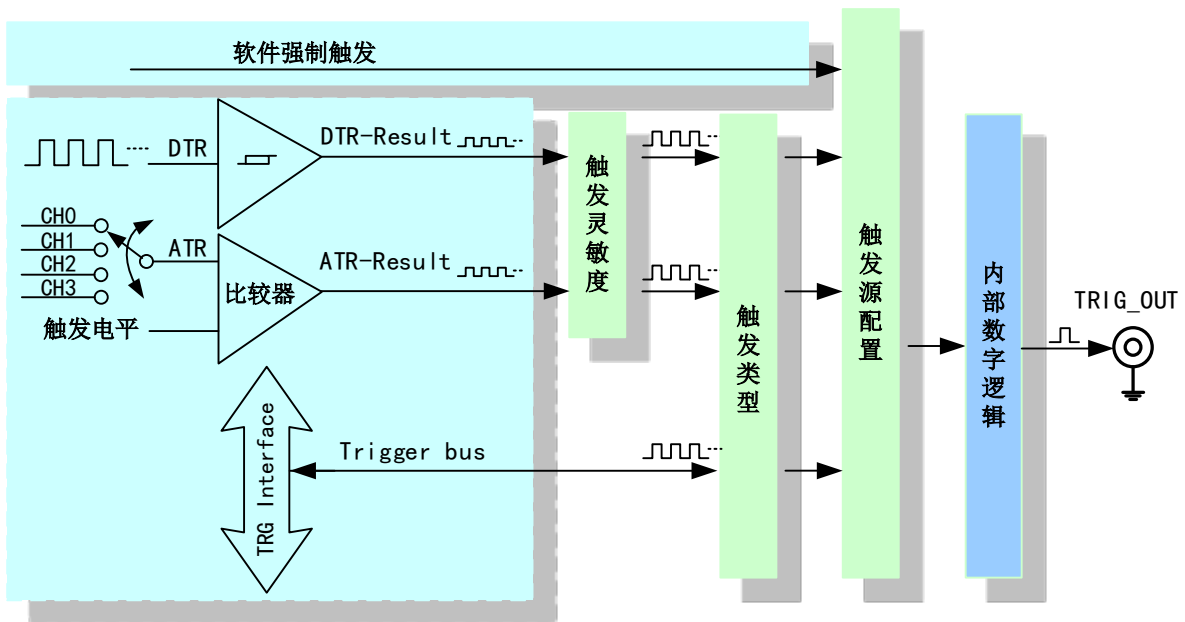 软件强制触发
DTR
DTR-Result
CH0
CH1
CH2
CH3
ATR
比较器
ATR-Result
触发电平
TRG Interface
Trigger bus
触发灵敏度
触发类型
触发源配置
内部数字逻辑
TRIG_OUT